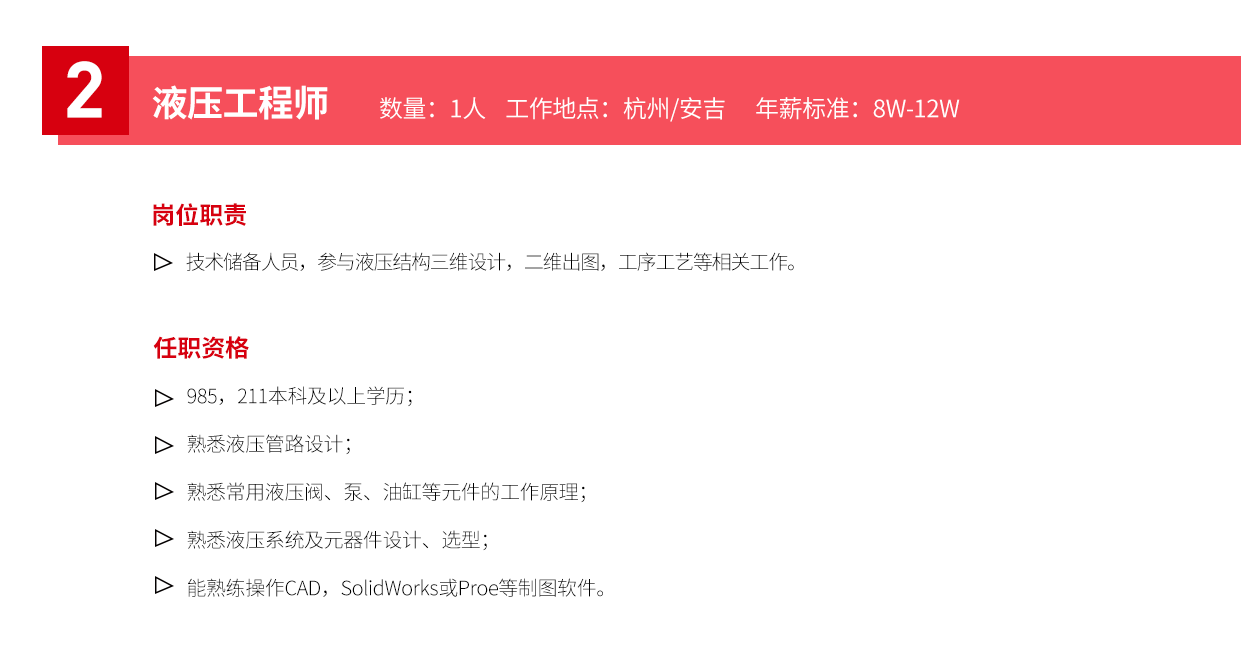 2 液压工程师 数量：1人 工作地点：杭州/安吉 年薪标准：8W-12W
岗位职责
技术储备人员，参与液压结构三维设计，二维出图，工序工艺等相关工作。
任职资格
985，211本科及以上学历；
熟悉液压管路设计；
熟悉常用液压阀、泵、油缸等元件的工作原理；
熟悉液压系统及元器件设计、选型；
能熟练操作CAD，SolidWorks或Proe等制图软件。